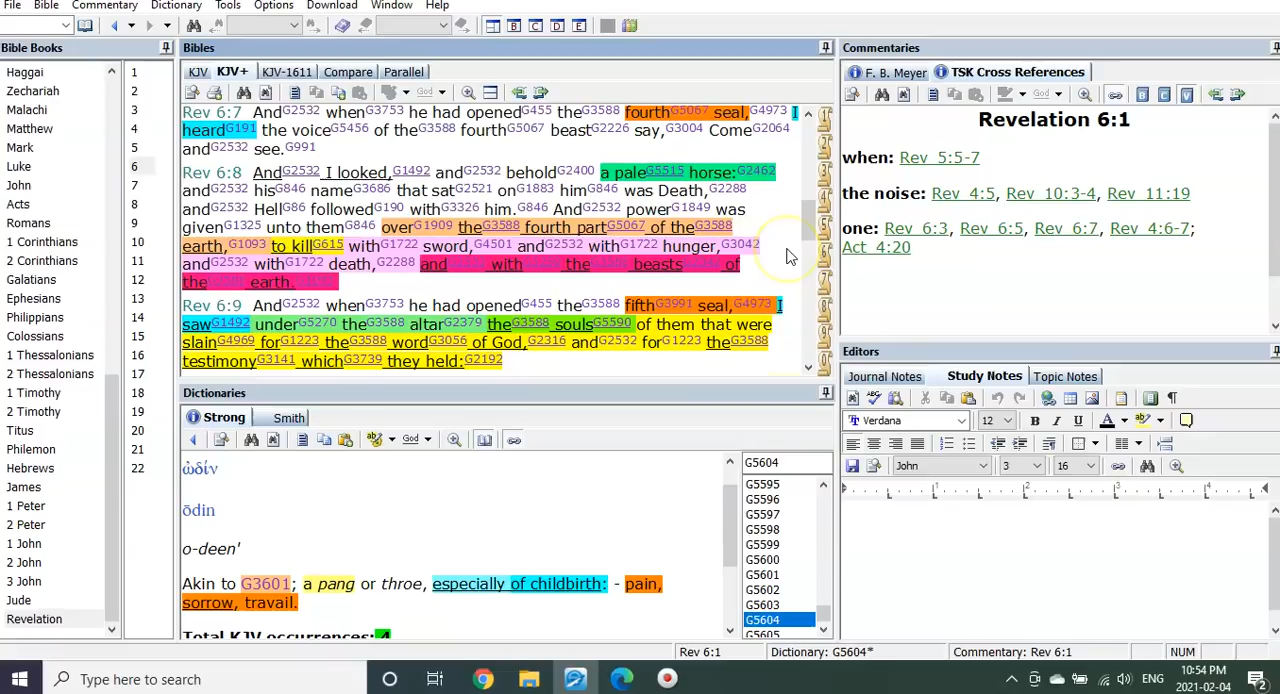 File Bible Commentary Dictionary Tools Options Download Window Help
B C D E
Bible Books
Haggai
Zechariah
Malachi
Matthew
Mark
Luke
John
Acts
Romans
1 Corinthians
2 Corinthians
Galatians
Ephesians
Philippians
Colossians
1 Thessalonians
2 Thessalonians
1 Timothy
2 Timothy
Titus
Philemon
Hebrews
James
1 Peter
2 Peter
1 John
2 John
3 John
Jude
Revelation
1
2
3
4
5
6
7
8
9
10
11
12
13
14
15
16
17
18
19
20
21
22
Bibles
KJV KJV+ KJV-1611 Compare Parallel
God
Rev 6:7 AndG2532 whenG3753 he had openedG455 theG3588 fourthG5067 seal,G4973 I
heardG191 the voiceG5456 of theG3588 fourthG5067 beastG2226 say,G3004 ComeG2064
andG2532 see.G991
Rev 6:8 AndG2532 I looked,G1492 andG2532 beholdG2400 a paleG5515 horse:G2462
andG2532 hisG846 nameG3686 that satG2521 onG1883 himG846 was Death,G2288
andG2532 HellG86 followedG190 withG3326 him.G846 AndG2532 powerG1849 was
givenG1325 unto themG846 overG1909 theG3588 fourth partG5067 of theG3588
earth,G1093 to killG615 withG1722 sword,G4501 andG2532 withG1722 hunger,G3042
andG2532 withG1722 death,G2288 and with the beasts of
the earth.
Rev 6:9 AndG2532 whenG3753 he had openedG455 theG3588 fifthG3991 seal,G4973 I
sawG1492 underG5270 theG3588 altarG2379 theG3588 soulsG5590 of them that were
slainG4969 forG1223 theG3588 wordG3056 of God,G2316 andG2532 forG1223 theG3588
testimonyG3141 whichG3739 they held:G2192
Dictionaries
Strong Smith
God
ὠδίν
ōdin
o-deen'
Akin to G3601; a pang or throe, especially of childbirth: - pain,
sorrow, travail.
Total KJV occurrences: 4
G5604
G5595
G5596
G5597
G5598
G5599
G5600
G5601
G5602
G5603
G5604
G5605
Commentaries
F. B. Meyer TSK Cross References
God B C V
Revelation 6:1
when: Rev 5:5-7
the noise: Rev 4:5, Rev 10:3-4, Rev 11:19
one: Rev 6:3, Rev 6:5, Rev 6:7, Rev 4:6-7;
Act 4:20
Editors
Journal Notes Study Notes Topic Notes
Verdana 12 B I U A
John 3 16
1 2 3 4
Rev 6:1 Dictionary: G5604* Commentary: Rev 6:1 NUM
Type here to search
ENG
10:54 PM
2021-02-04
2